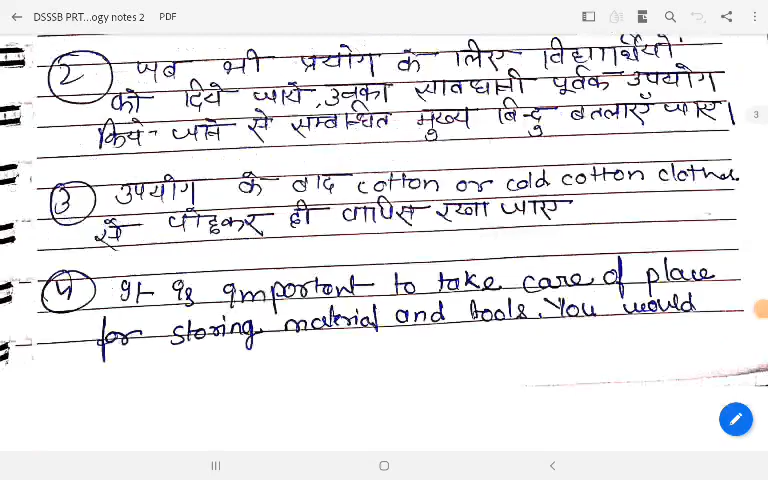 DSSSB PRT...ogy notes 2 PDF
② जब भी प्रयोग के लिए विद्यार्थियों
को दिये जाये, उनका सावधानी पूर्वक उपयोग
किये-जाने से सम्बन्धित मुख्य बिन्दु बतलाएँ जाए।
3
③ उपयोग के बाद cotton or cold cotton clothes
से पोंछकर ही वापिस रखा जाए
④ It is important to take care of place
for storing material and tools. You would